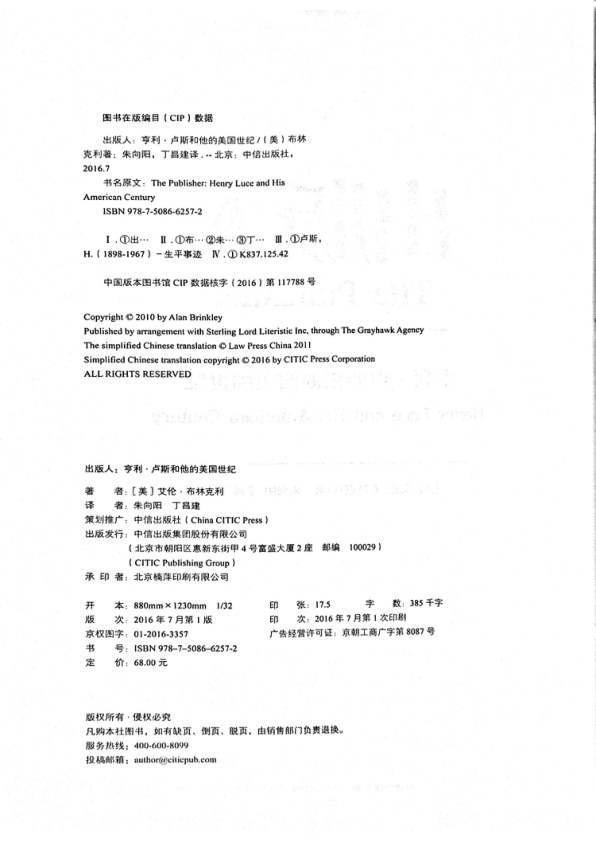 图书在版编目（CIP）数据
出版人：亨利·卢斯和他的美国世纪/（美）布林
克利著；朱向阳，丁昌建译.--北京：中信出版社，
2016.7
书名原文：The Publisher: Henry Luce and His
American Century
ISBN 978-7-5086-6257-2
Ⅰ.①出… Ⅱ.①布…②朱…③丁… Ⅲ.①卢斯，
H.（1898-1967）-生平事迹 Ⅳ.①K837.125.42
中国版本图书馆 CIP 数据核字（2016）第 117788 号
Copyright © 2010 by Alan Brinkley
Published by arrangement with Sterling Lord Literistic Inc, through The Grayhawk Agency
The simplified Chinese translation © Law Press China 2011
Simplified Chinese translation copyright © 2016 by CITIC Press Corporation
ALL RIGHTS RESERVED
出版人：亨利·卢斯和他的美国世纪
著 者：［美］艾伦·布林克利
译 者：朱向阳 丁昌建
策划推广：中信出版社（China CITIC Press）
出版发行：中信出版集团股份有限公司
（北京市朝阳区惠新东街甲 4 号富盛大厦 2 座 邮编 100029）
（CITIC Publishing Group）
承 印 者：北京楠萍印刷有限公司
开 本：880mm×1230mm 1/32 印 张：17.5 字 数：385 千字
版 次：2016 年 7 月第 1 版 印 次：2016 年 7 月第 1 次印刷
京权图字：01-2016-3357 广告经营许可证：京朝工商广字第 8087 号
书 号：ISBN 978-7-5086-6257-2
定 价：68.00 元
版权所有·侵权必究
凡购本社图书，如有缺页、倒页、脱页，由销售部门负责退换。
服务热线：400-600-8099
投稿邮箱：author@citicpub.com